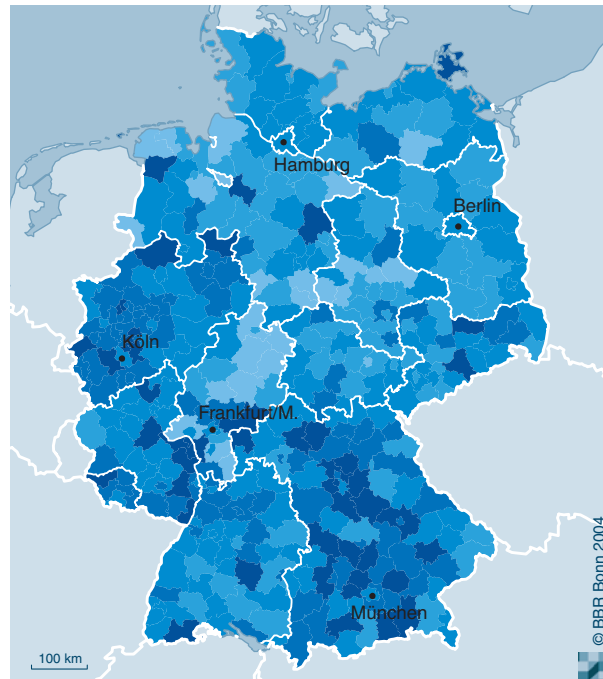 Hamburg
Berlin
Köln
Frankfurt/M.
München
100 km
© BBR Bonn 2004